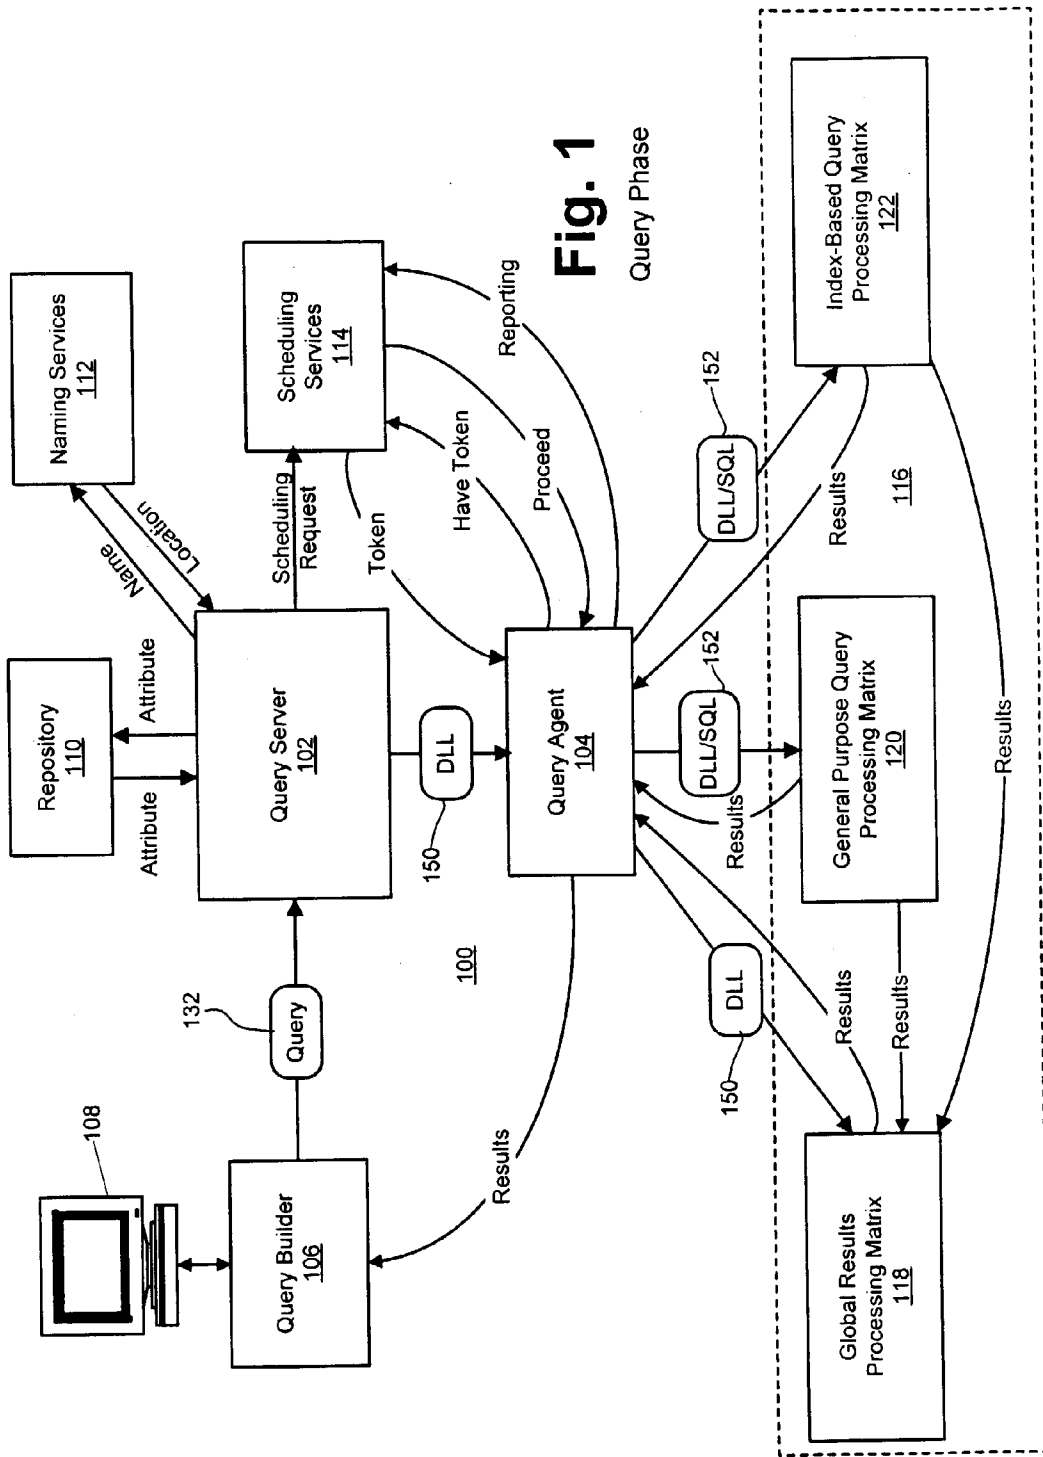 108
Query Builder
106
132
Query
Repository
110
Attribute
Attribute
Naming Services
112
Name
Location
Query Server
102
Scheduling
Request
Scheduling
Services
114
Token
Have Token
Proceed
Reporting
150
DLL
100
Query Agent
104
Results
Fig. 1
Query Phase
150
DLL
Results
DLL/SQL
152
Results
DLL/SQL
152
Results
116
Global Results
Processing Matrix
118
Results
General Purpose Query
Processing Matrix
120
Index-Based Query
Processing Matrix
122
Results